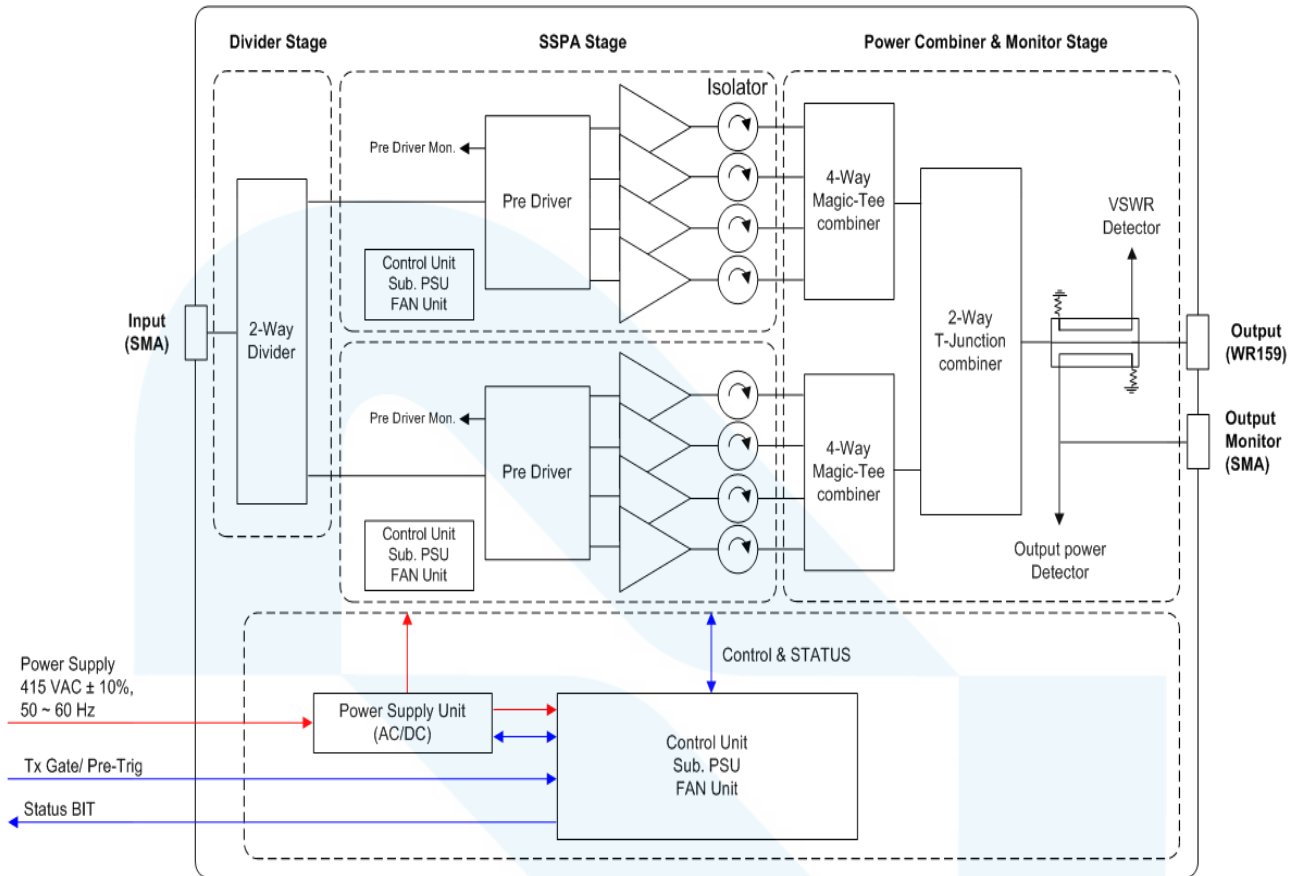 Divider Stage
SSPA Stage
Power Combiner & Monitor Stage
Isolator
Pre Driver Mon.
Pre Driver
Control Unit
Sub. PSU
FAN Unit
4-Way
Magic-Tee
combiner
VSWR
Detector
Input
(SMA)
2-Way
Divider
2-Way
T-Junction
combiner
Output
(WR159)
Pre Driver Mon.
Pre Driver
Control Unit
Sub. PSU
FAN Unit
4-Way
Magic-Tee
combiner
Output
Monitor
(SMA)
Output power
Detector
Power Supply
415 VAC ± 10%,
50 ~ 60 Hz
Control & STATUS
Power Supply Unit
(AC/DC)
Control Unit
Sub. PSU
FAN Unit
Tx Gate/ Pre-Trig
Status BIT